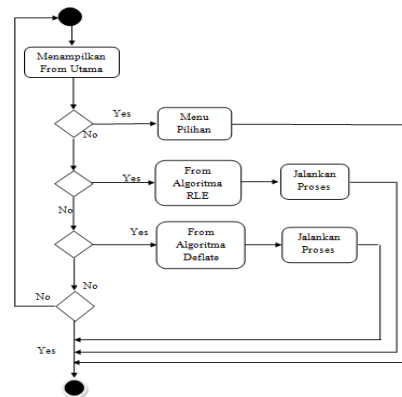 Menampilkan
From Utama
Yes
Menu
Pilihan
No
Yes
From
Algoritma
RLE
Jalankan
Proses
No
Yes
From
Algoritma
Deflate
Jalankan
Proses
No
No
Yes